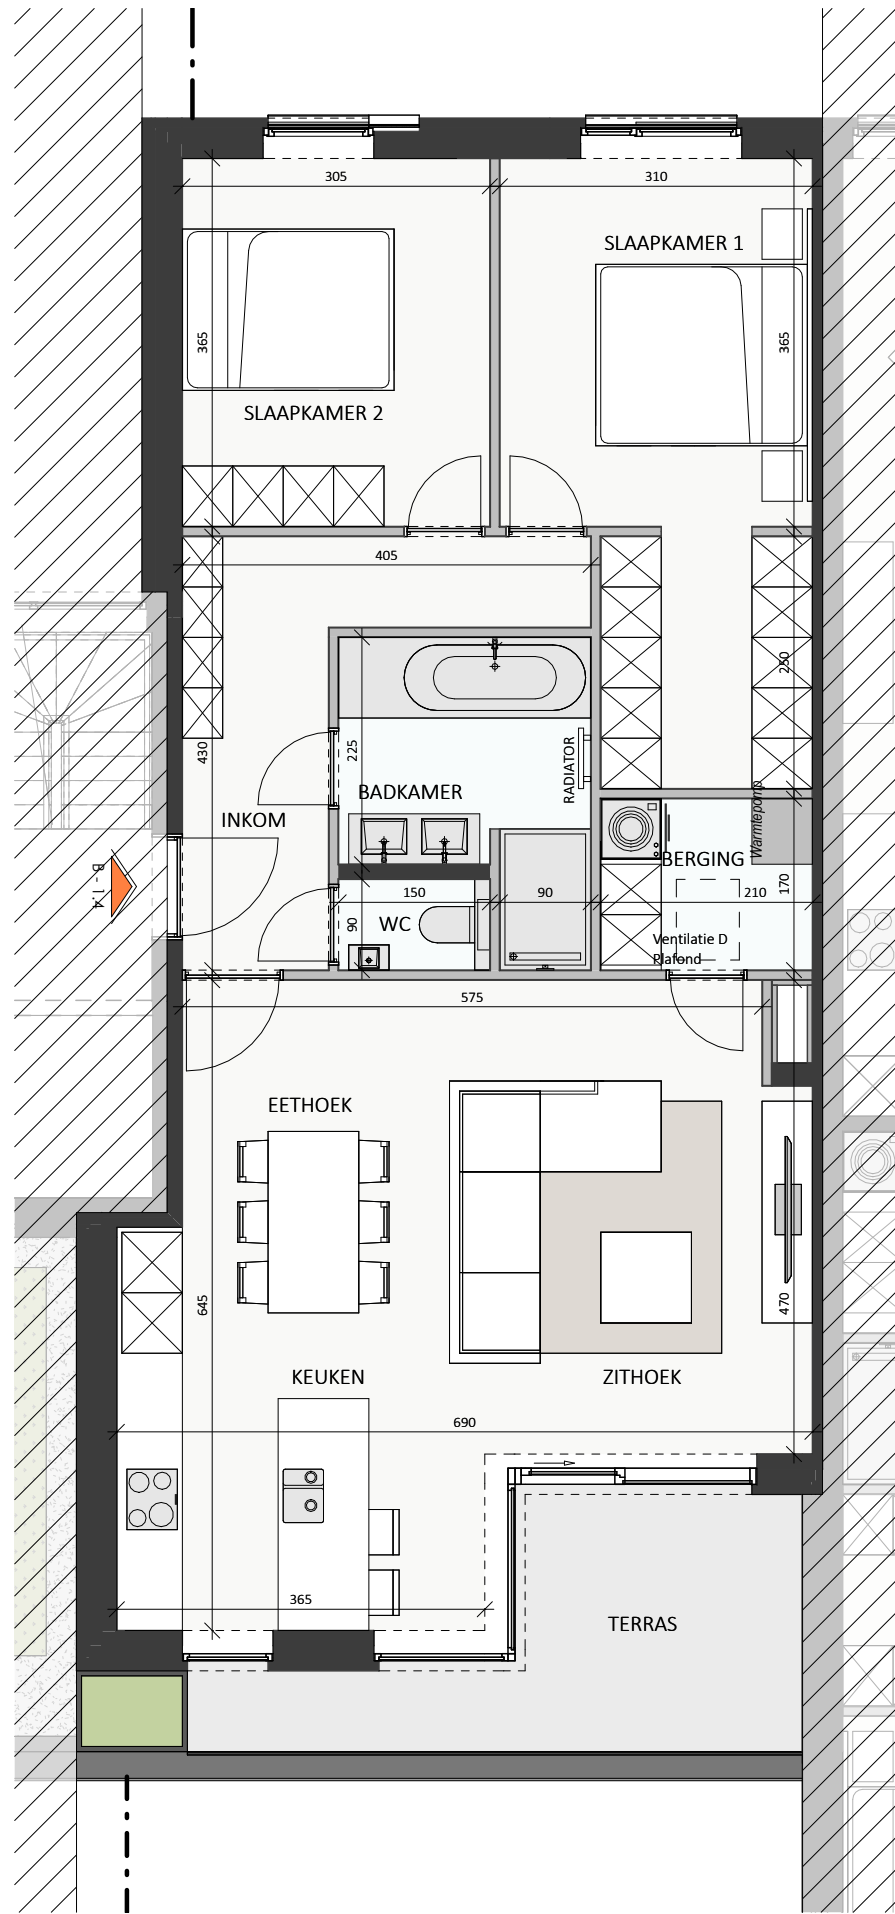 305
310
SLAAPKAMER 1
365
365
SLAAPKAMER 2
405
250
430
225
RADIATOR
BADKAMER
INKOM
Warmtepomp
BERGING
B - 1.4
150
90
210
170
90
WC
Ventilatie D
Plafond
575
EETHOEK
645
470
KEUKEN
ZITHOEK
690
365
TERRAS